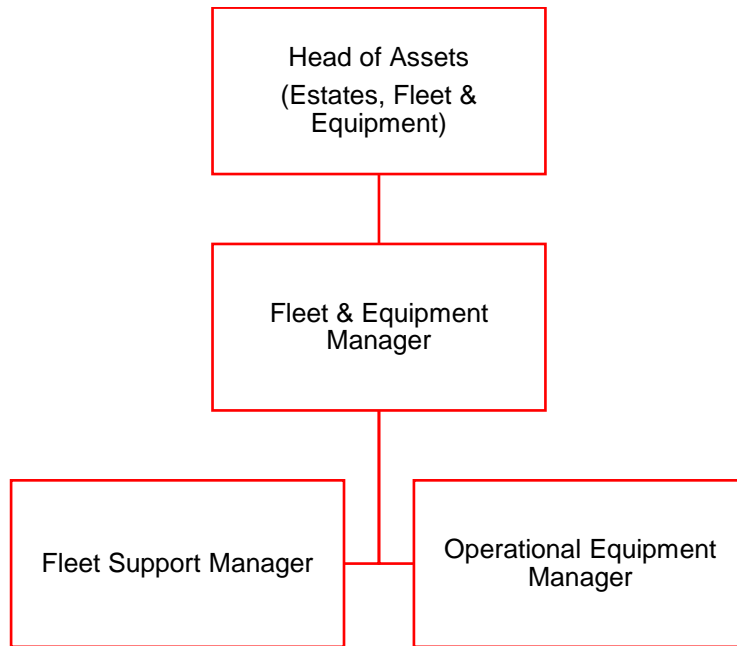 Head of Assets
(Estates, Fleet &
Equipment)
Fleet & Equipment
Manager
Fleet Support Manager
Operational Equipment
Manager